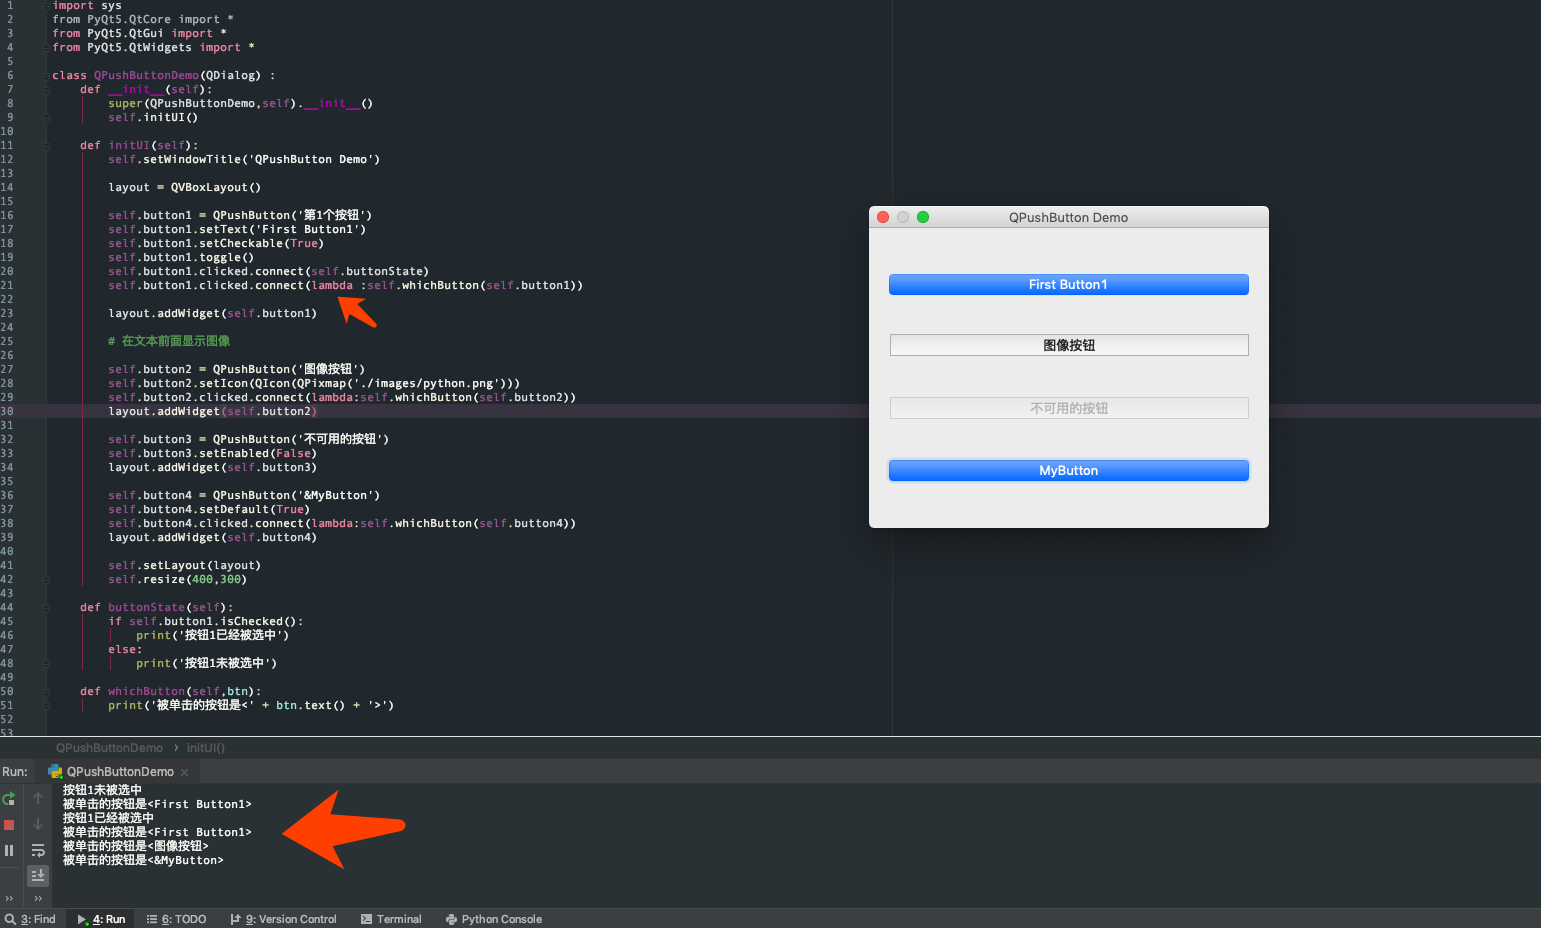 1 import sys
2 from PyQt5.QtCore import *
3 from PyQt5.QtGui import *
4 from PyQt5.QtWidgets import *
5
6 class QPushButtonDemo(QDialog) :
7 def __init__(self):
8 super(QPushButtonDemo,self).__init__()
9 self.initUI()
10
11 def initUI(self):
12 self.setWindowTitle('QPushButton Demo')
13
14 layout = QVBoxLayout()
15
16 self.button1 = QPushButton('第1个按钮')
17 self.button1.setText('First Button1')
18 self.button1.setCheckable(True)
19 self.button1.toggle()
20 self.button1.clicked.connect(self.buttonState)
21 self.button1.clicked.connect(lambda :self.whichButton(self.button1))
22
23 layout.addWidget(self.button1)
24
25 # 在文本前面显示图像
26
27 self.button2 = QPushButton('图像按钮')
28 self.button2.setIcon(QIcon(QPixmap('./images/python.png')))
29 self.button2.clicked.connect(lambda:self.whichButton(self.button2))
30 layout.addWidget(self.button2)
31
32 self.button3 = QPushButton('不可用的按钮')
33 self.button3.setEnabled(False)
34 layout.addWidget(self.button3)
35
36 self.button4 = QPushButton('&MyButton')
37 self.button4.setDefault(True)
38 self.button4.clicked.connect(lambda:self.whichButton(self.button4))
39 layout.addWidget(self.button4)
40
41 self.setLayout(layout)
42 self.resize(400,300)
43
44 def buttonState(self):
45 if self.button1.isChecked():
46 print('按钮1已经被选中')
47 else:
48 print('按钮1未被选中')
49
50 def whichButton(self,btn):
51 print('被单击的按钮是<' + btn.text() + '>')
52
53
QPushButton Demo
First Button1
图像按钮
不可用的按钮
MyButton
QPushButtonDemo › initUI()
Run: QPushButtonDemo ×
按钮1未被选中
被单击的按钮是<First Button1>
按钮1已经被选中
被单击的按钮是<First Button1>
被单击的按钮是<图像按钮>
被单击的按钮是<&MyButton>
3: Find 4: Run 6: TODO 9: Version Control Terminal Python Console